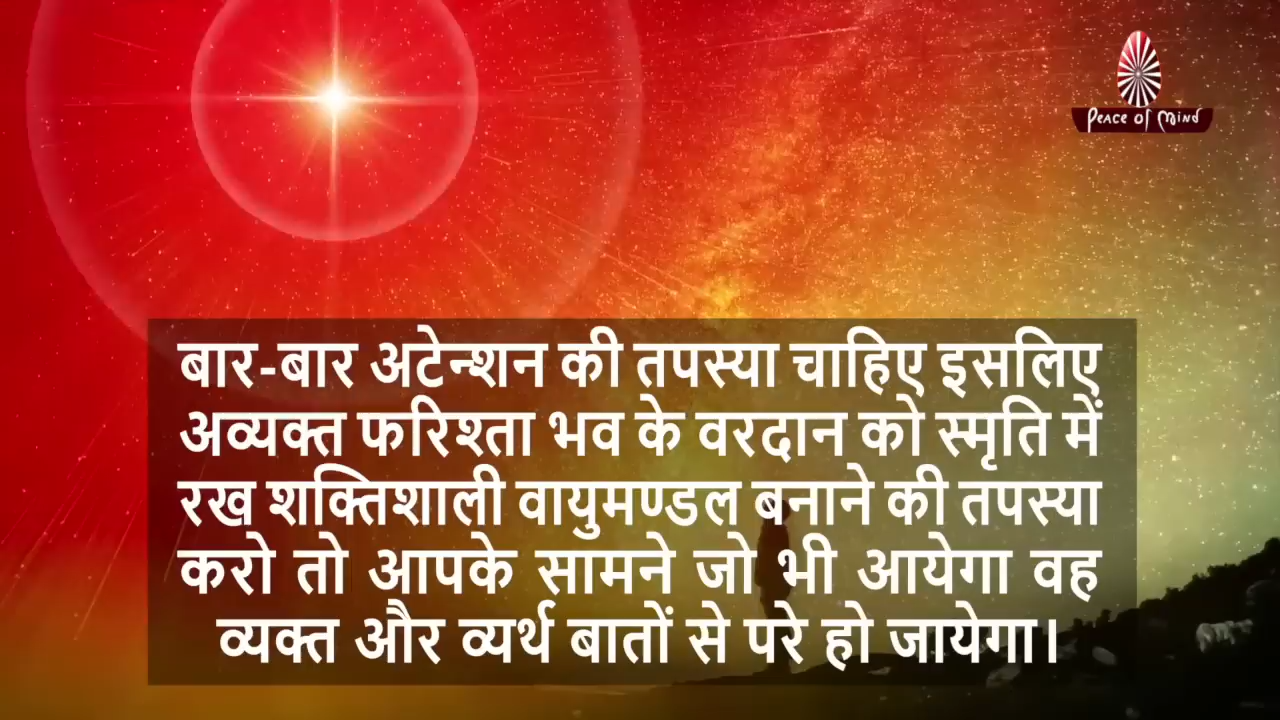 Peace of Mind
बार-बार अटेन्शन की तपस्या चाहिए इसलिए
अव्यक्त फरिश्ता भव के वरदान को स्मृति में
रख शक्तिशाली वायुमण्डल बनाने की तपस्या
करो तो आपके सामने जो भी आयेगा वह
व्यक्त और व्यर्थ बातों से परे हो जायेगा।